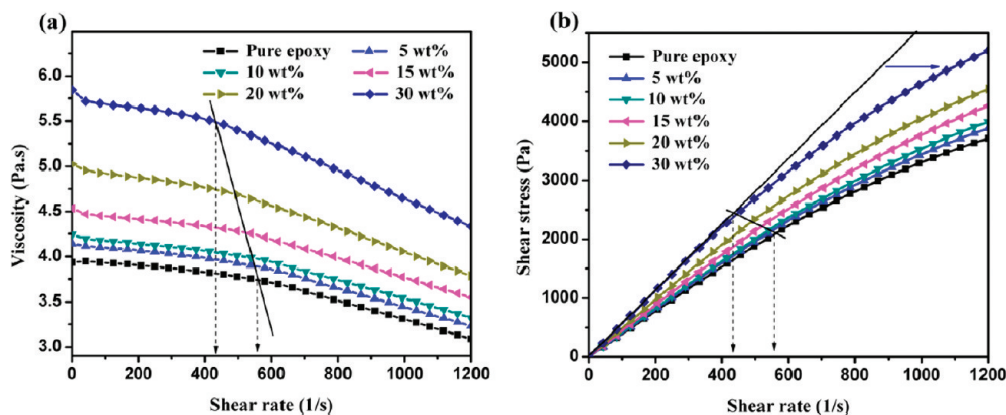 (a)
Pure epoxy
5 wt%
10 wt%
15 wt%
20 wt%
30 wt%
6.0
5.5
5.0
4.5
4.0
3.5
3.0
Viscosity (Pa.s)
0 200 400 600 800 1000 1200
Shear rate (1/s)
(b)
Pure epoxy
5 wt%
10 wt%
15 wt%
20 wt%
30 wt%
5000
4000
3000
2000
1000
0
Shear stress (Pa)
0 200 400 600 800 1000 1200
Shear rate (1/s)